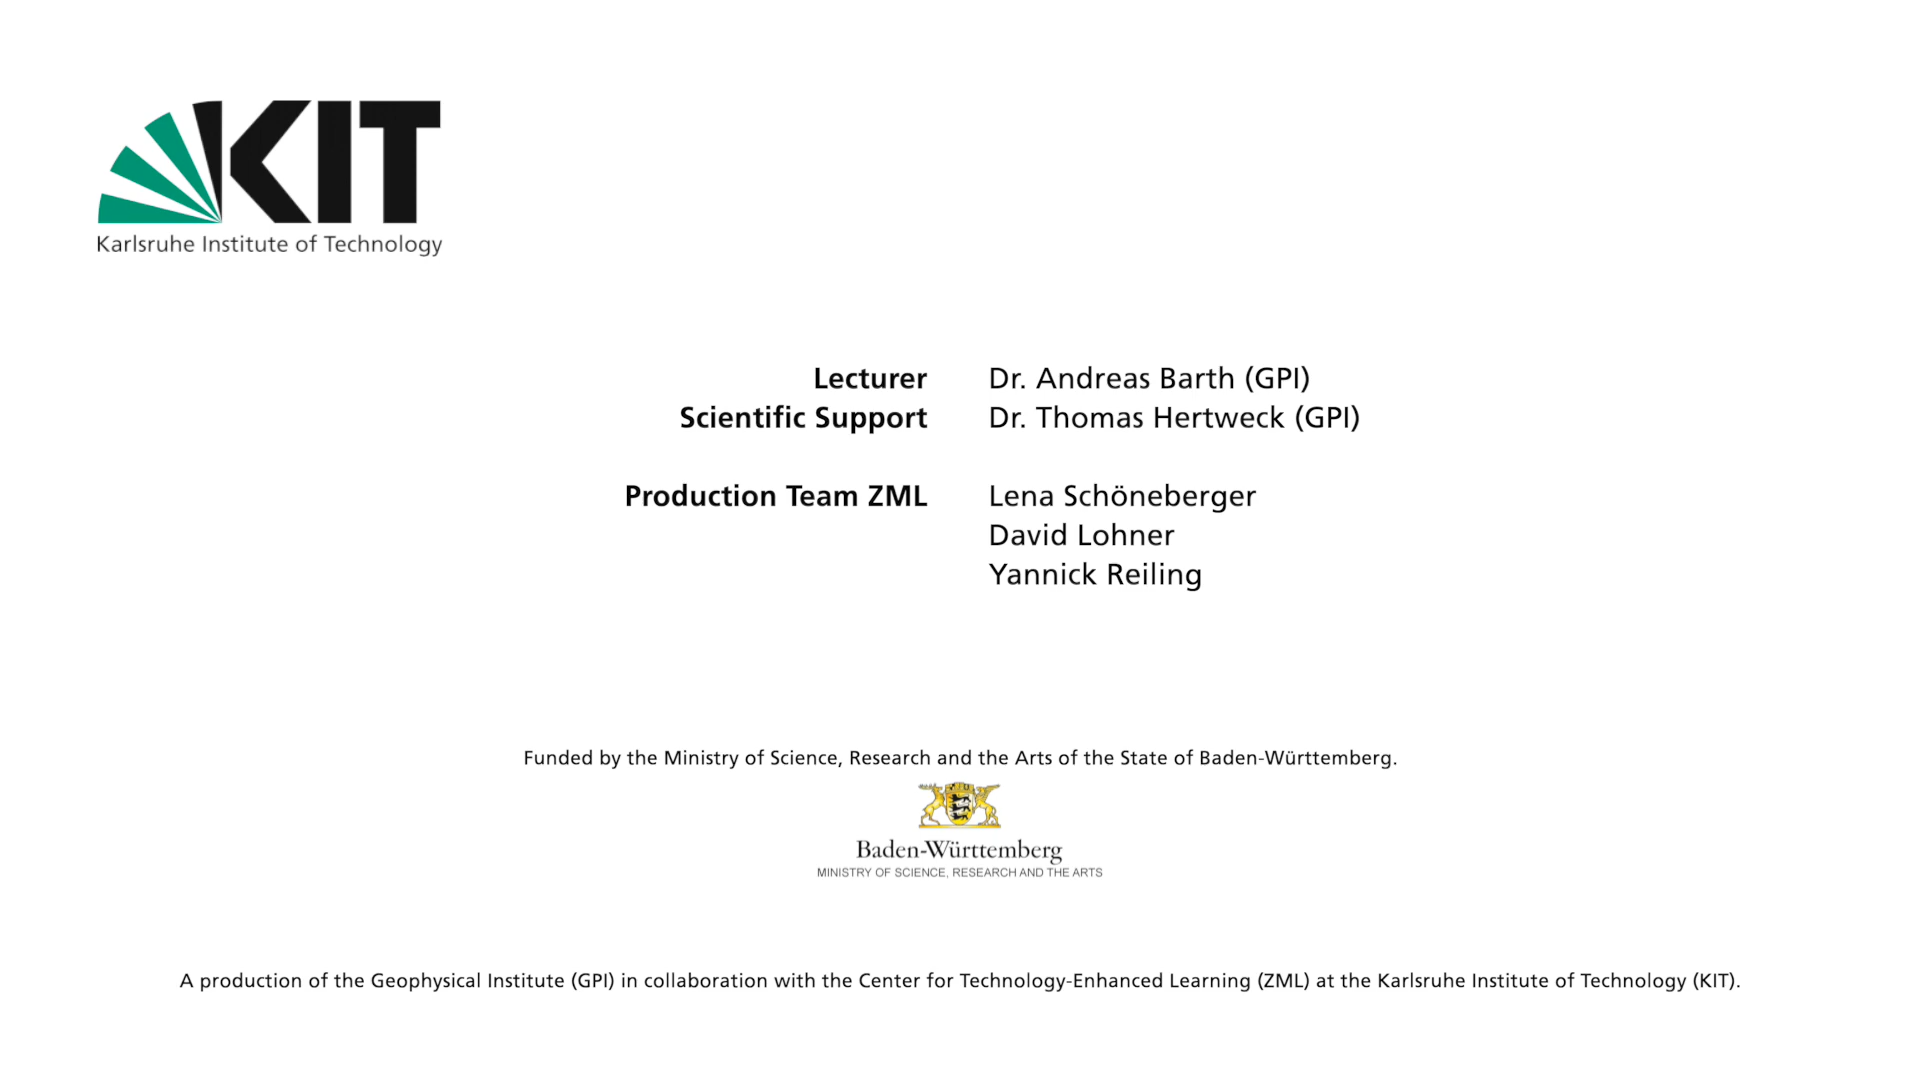 KIT
Karlsruhe Institute of Technology
Lecturer Dr. Andreas Barth (GPI)
Scientific Support Dr. Thomas Hertweck (GPI)
Production Team ZML Lena Schöneberger
David Lohner
Yannick Reiling
Funded by the Ministry of Science, Research and the Arts of the State of Baden-Württemberg.
Baden-Württemberg
MINISTRY OF SCIENCE, RESEARCH AND THE ARTS
A production of the Geophysical Institute (GPI) in collaboration with the Center for Technology-Enhanced Learning (ZML) at the Karlsruhe Institute of Technology (KIT).